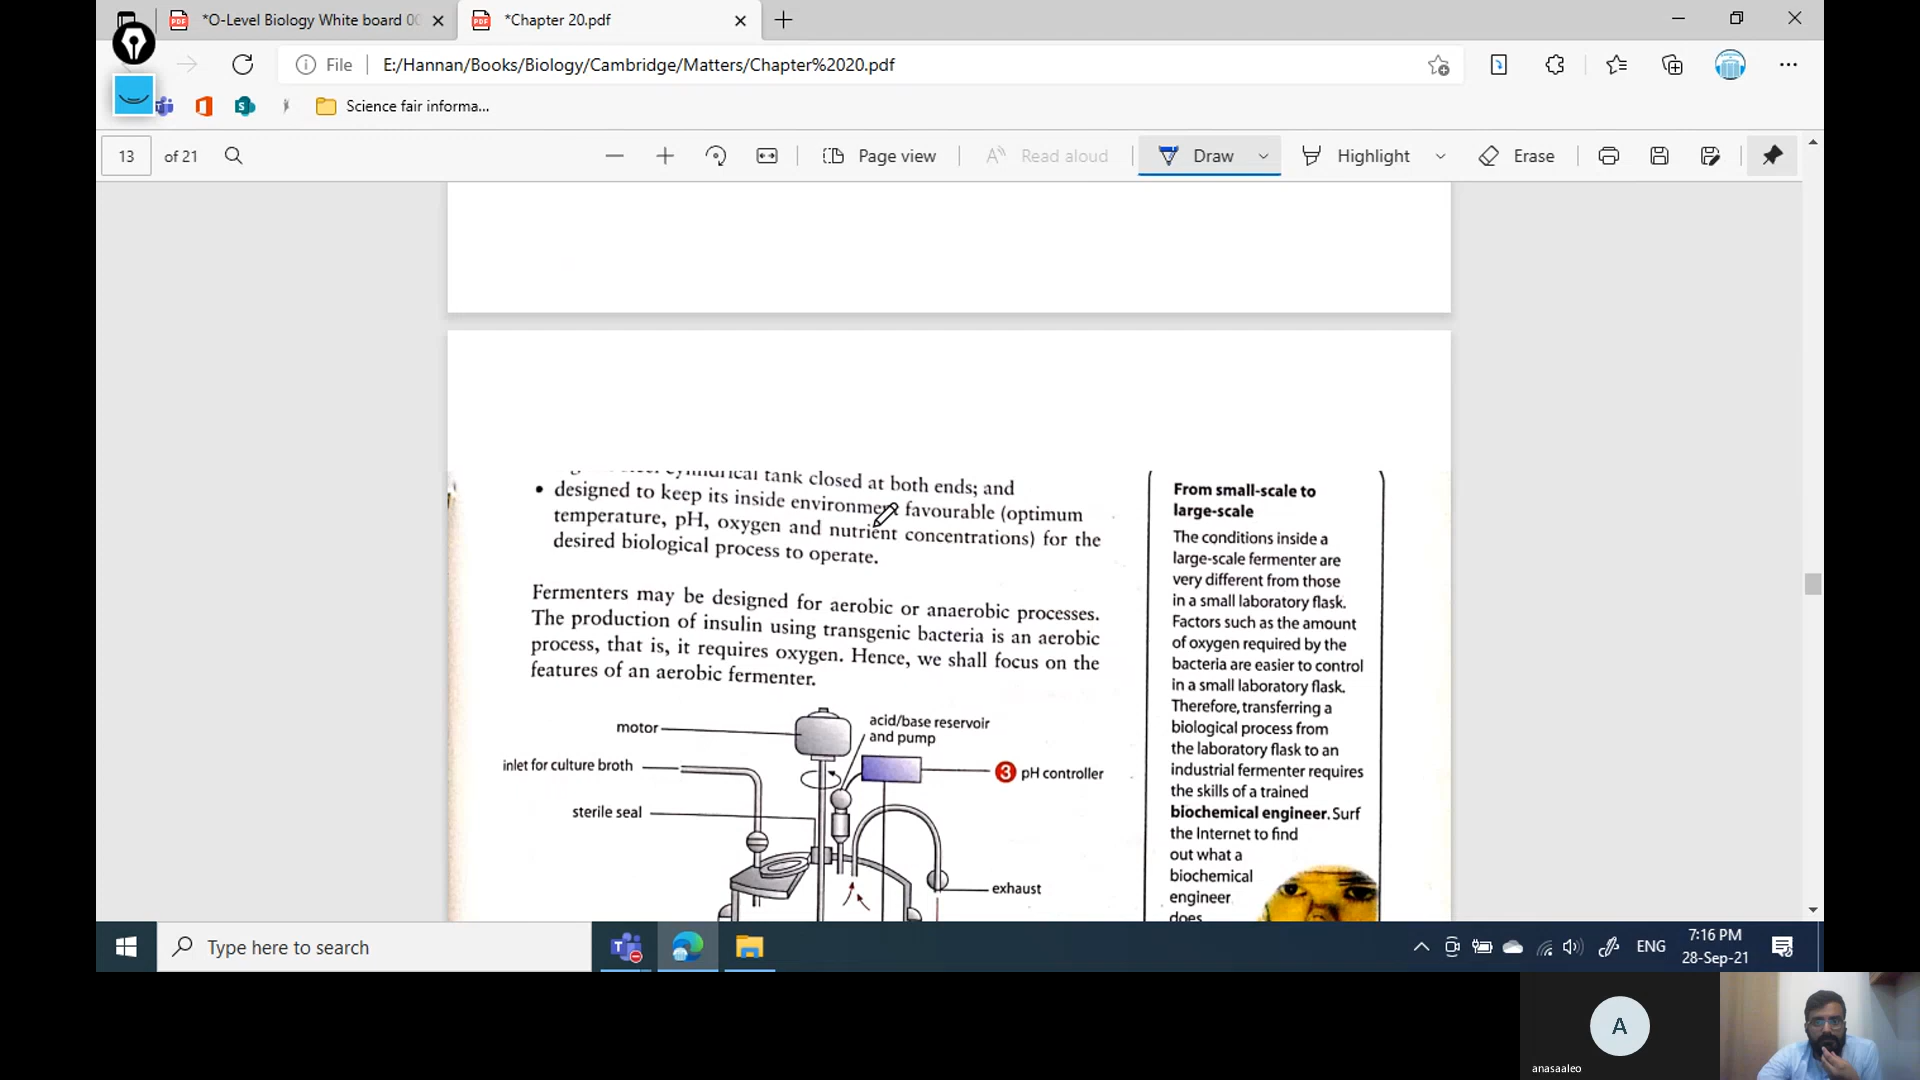 *O-Level Biology White board 00
*Chapter 20.pdf
File
E:/Hannan/Books/Biology/Cambridge/Matters/Chapter%2020.pdf
Science fair informa...
13
of 21
Page view
Read aloud
Draw
Highlight
Erase
cylindrical tank closed at both ends; and
• designed to keep its inside environment favourable (optimum
temperature, pH, oxygen and nutrient concentrations) for the
desired biological process to operate.
Fermenters may be designed for aerobic or anaerobic processes.
The production of insulin using transgenic bacteria is an aerobic
process, that is, it requires oxygen. Hence, we shall focus on the
features of an aerobic fermenter.
motor
acid/base reservoir
and pump
inlet for culture broth
3 pH controller
sterile seal
exhaust
From small-scale to
large-scale
The conditions inside a
large-scale fermenter are
very different from those
in a small laboratory flask.
Factors such as the amount
of oxygen required by the
bacteria are easier to control
in a small laboratory flask.
Therefore, transferring a
biological process from
the laboratory flask to an
industrial fermenter requires
the skills of a trained
biochemical engineer. Surf
the Internet to find
out what a
biochemical
engineer
does
Type here to search
ENG
7:16 PM
28-Sep-21
A
anasaaleo